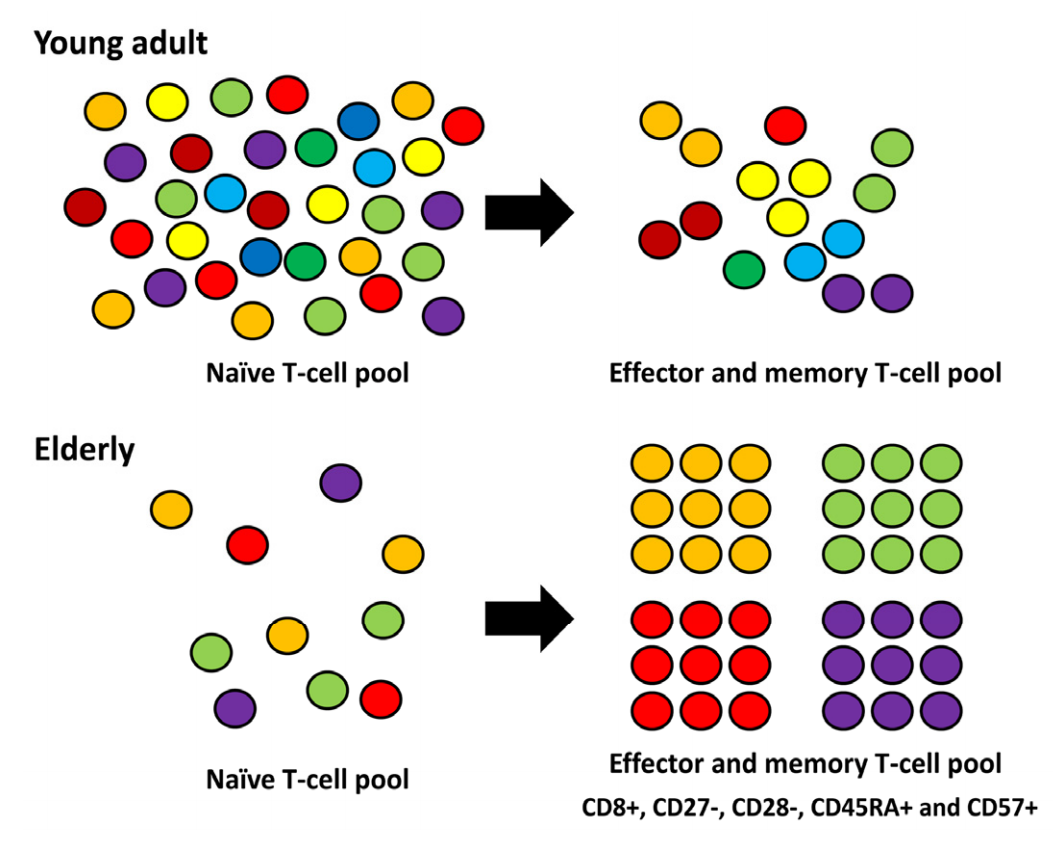 Young adult
Naïve T-cell pool
Effector and memory T-cell pool
Elderly
Naïve T-cell pool
Effector and memory T-cell pool
CD8+, CD27-, CD28-, CD45RA+ and CD57+